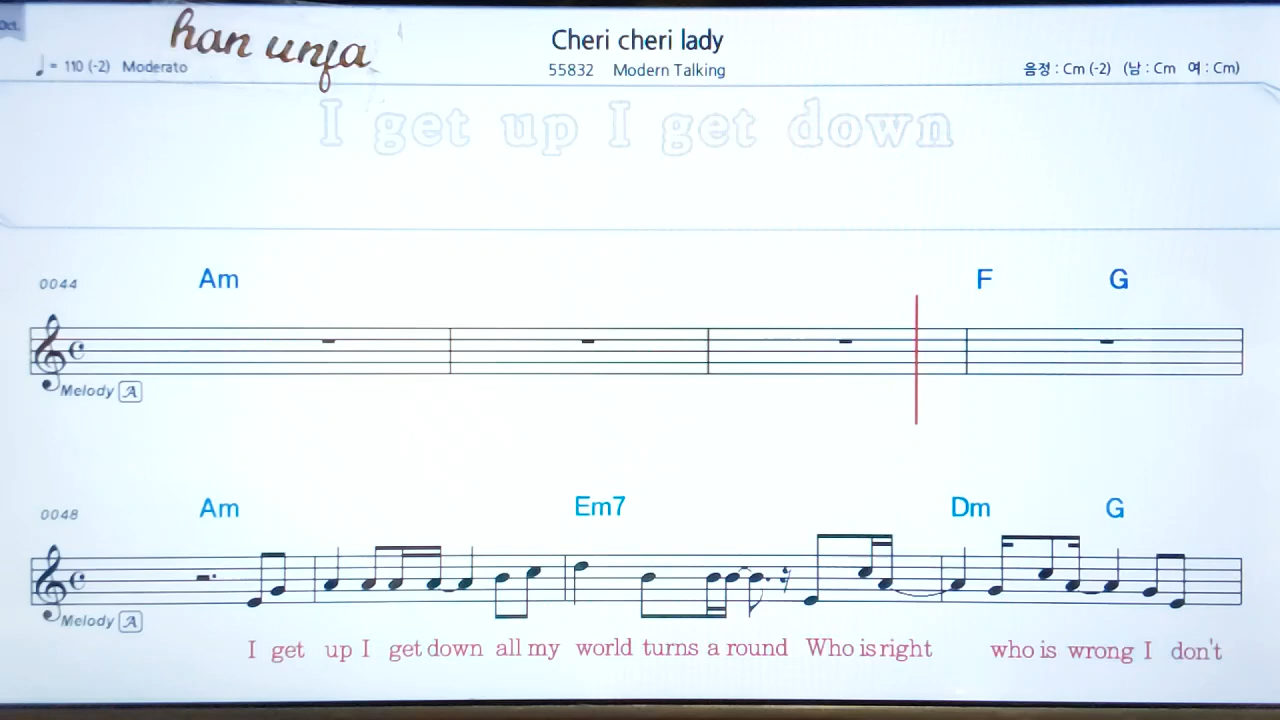 Oct.
han unja
Cheri cheri lady
♩ = 110 (-2) Moderato
55832 Modern Talking
음정 : Cm (-2) (남 : Cm 여 : Cm)
I get up I get down
0044 Am F G
Melody A
0048 Am Em7 Dm G
Melody A
I get up I get down all my world turns a round Who is right who is wrong I don't